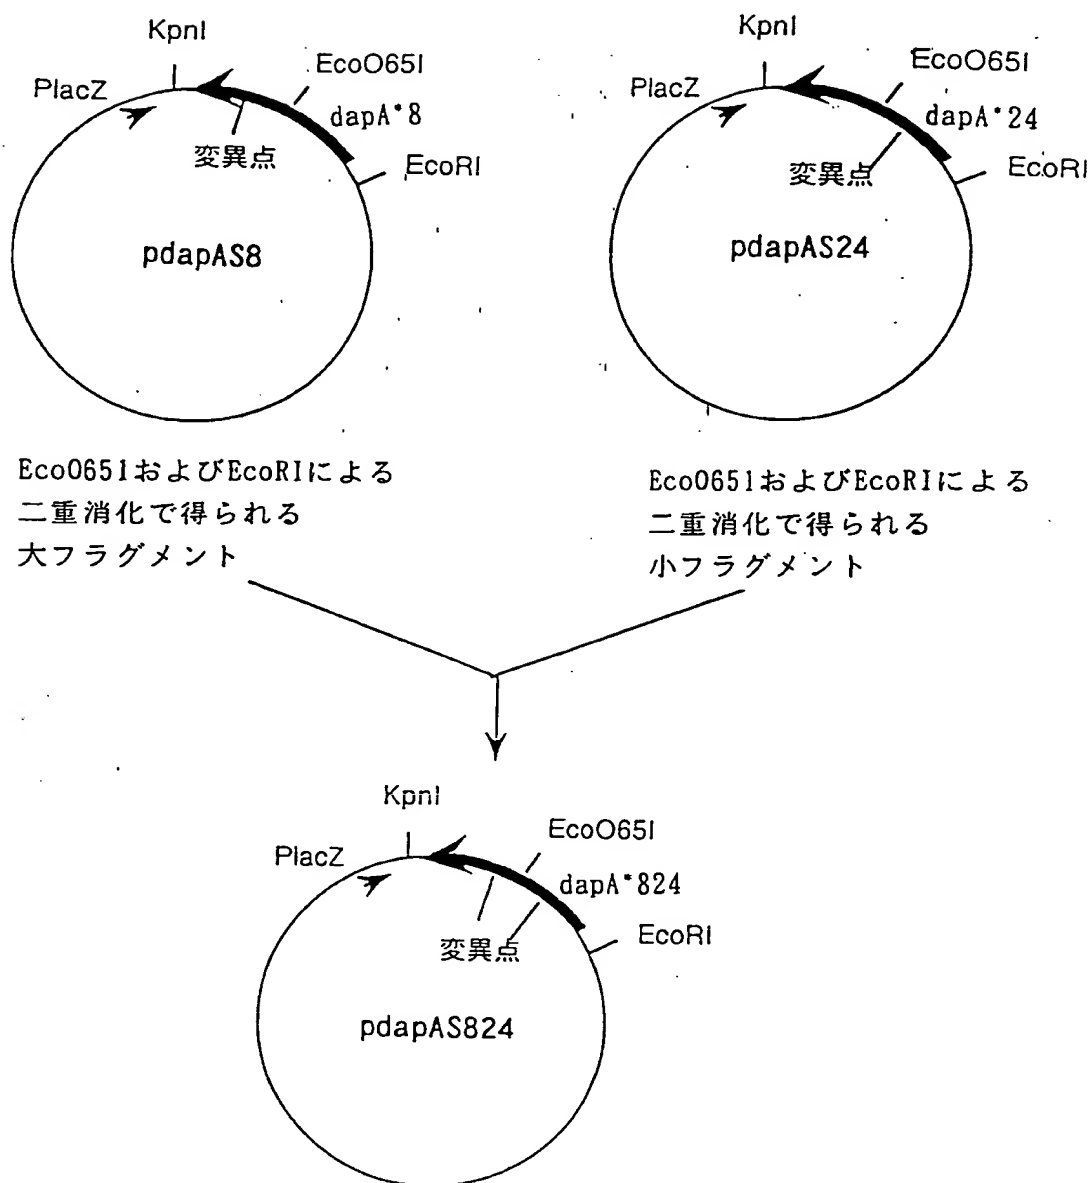 KpnI
EcoO65I
PlacZ
dapA*8
変異点
EcoRI
pdapAS8
KpnI
EcoO65I
PlacZ
dapA*24
変異点
EcoRI
pdapAS24
EcoO65IおよびEcoRIによる
二重消化で得られる
大フラグメント
EcoO65IおよびEcoRIによる
二重消化で得られる
小フラグメント
KpnI
EcoO65I
PlacZ
dapA*824
変異点
EcoRI
pdapAS824